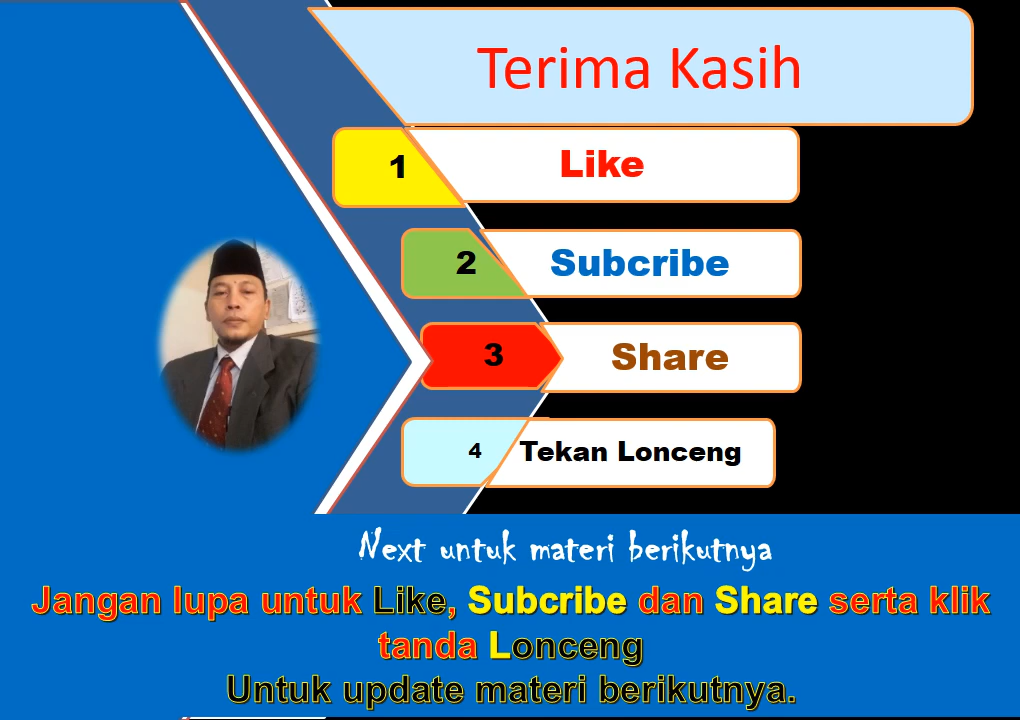 Terima Kasih
1 Like
2 Subcribe
3 Share
4 Tekan Lonceng
Next untuk materi berikutnya
Jangan lupa untuk Like, Subcribe dan Share serta klik
tanda Lonceng
Untuk update materi berikutnya.